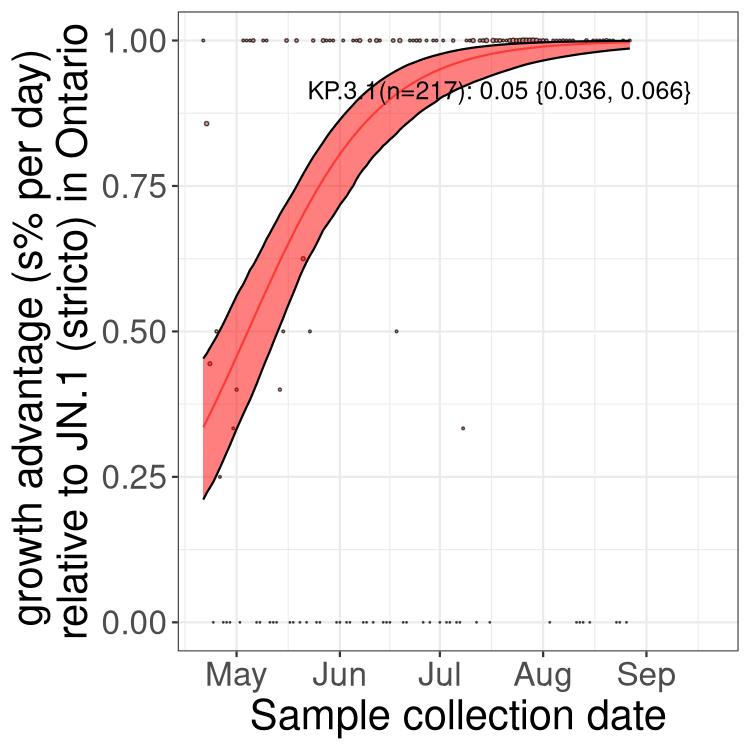 growth advantage (s% per day)
relative to JN.1 (stricto) in Ontario
1.00
0.75
0.50
0.25
0.00
KP.3.1(n=217): 0.05 {0.036, 0.066}
May Jun Jul Aug Sep
Sample collection date